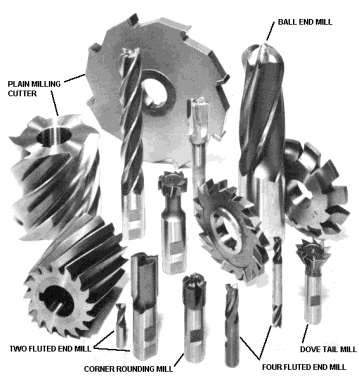 BALL END MILL
PLAIN MILLING
CUTTER
TWO FLUTED END MILL
DOVE TAIL MILL
CORNER ROUNDING MILL
FOUR FLUTED END MILL